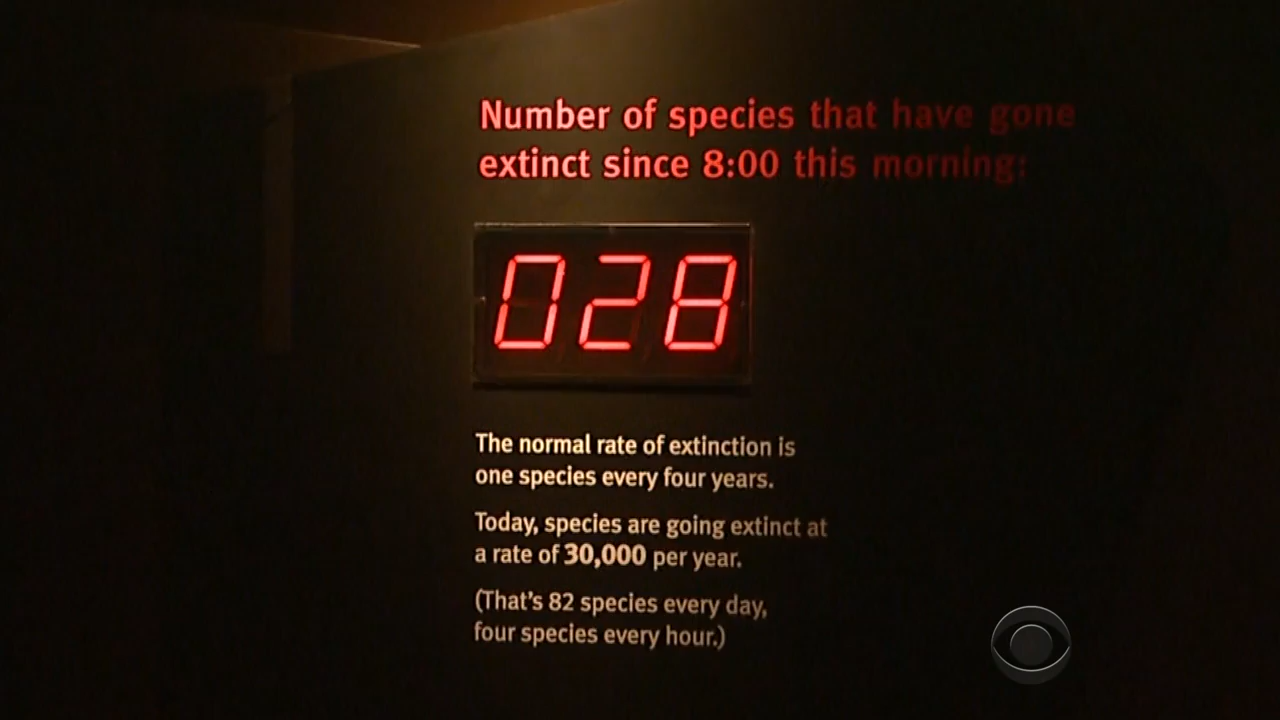 Number of species that have gone
extinct since 8:00 this morning:
028
The normal rate of extinction is
one species every four years.
Today, species are going extinct at
a rate of 30,000 per year.
(That's 82 species every day,
four species every hour.)